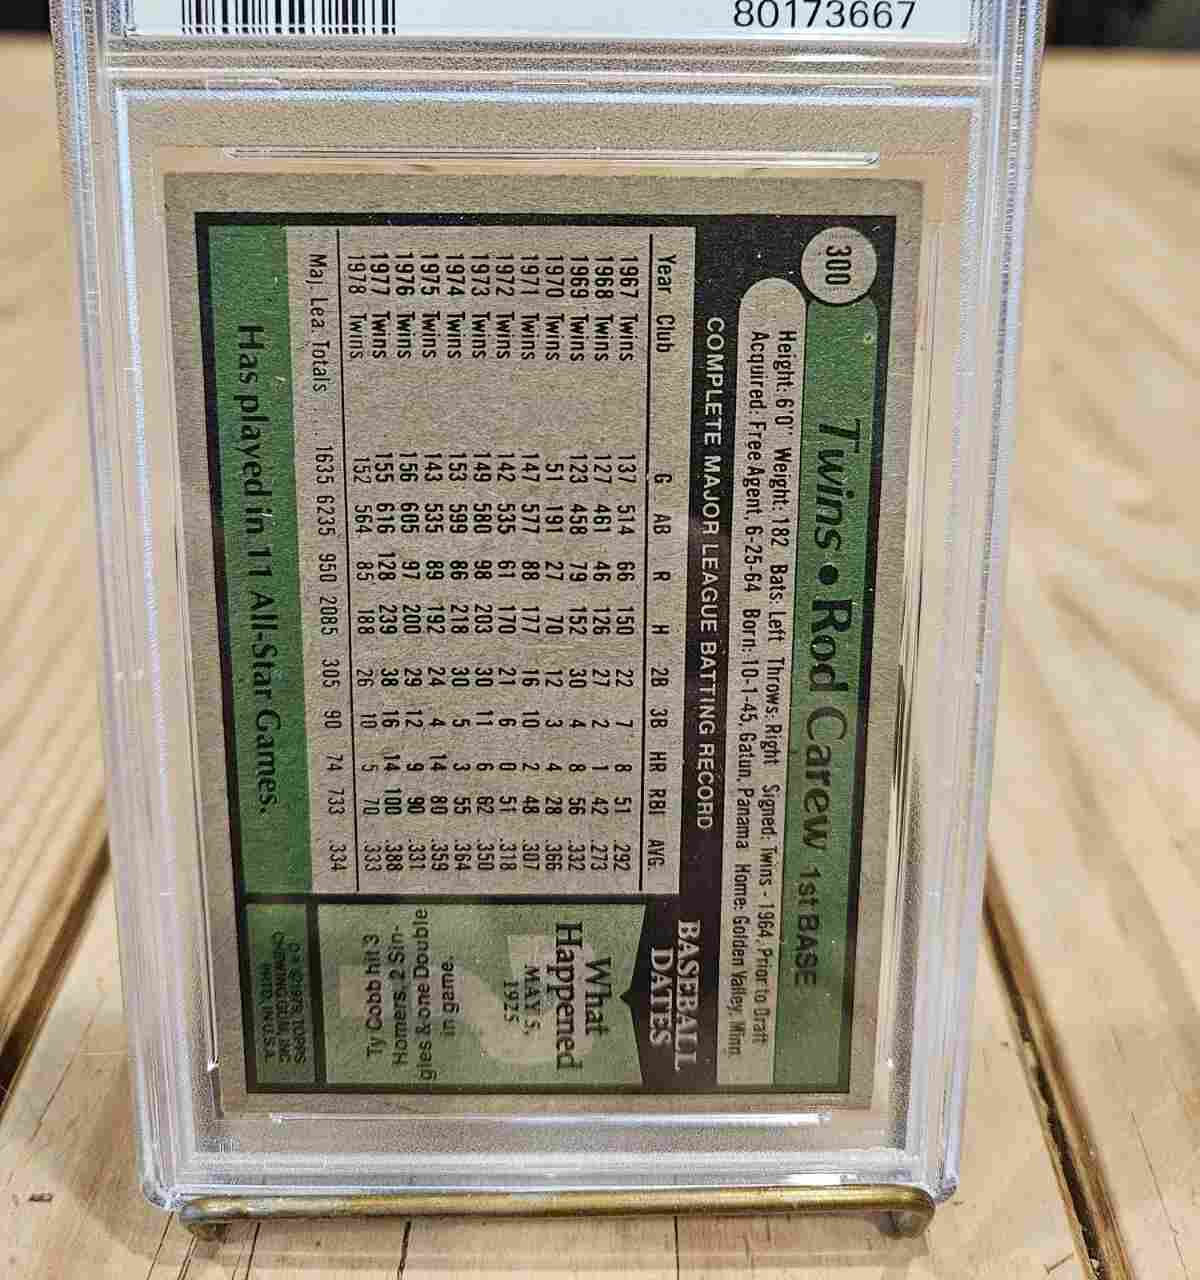 80173667
300
Twins • Rod Carew 1st BASE
Height: 6'0" Weight: 182 Bats: Left Throws: Right Signed: Twins - 1964, Prior to Draft
Acquired: Free Agent, 6-25-64 Born: 10-1-45, Gatun, Panama Home: Golden Valley, Minn.
COMPLETE MAJOR LEAGUE BATTING RECORD
Year Club G AB R H 2B 3B HR RBI AVG.
1967 Twins 137 514 66 150 22 7 8 51 .292
1968 Twins 127 461 46 126 27 2 1 42 .273
1969 Twins 123 458 79 152 30 4 8 56 .332
1970 Twins 51 191 27 70 12 3 4 28 .366
1971 Twins 147 577 88 177 16 10 2 48 .307
1972 Twins 142 535 61 170 21 6 0 51 .318
1973 Twins 149 580 98 203 30 11 6 62 .350
1974 Twins 153 599 86 218 30 5 3 55 .364
1975 Twins 143 535 89 192 24 4 14 80 .359
1976 Twins 156 605 97 200 29 12 9 90 .331
1977 Twins 155 616 128 239 38 16 14 100 .388
1978 Twins 152 564 85 188 26 10 5 70 .333
Maj. Lea. Totals . . 1635 6235 950 2085 305 90 74 733 .334
Has played in 11 All-Star Games.
BASEBALL
DATES
What
Happened
MAY 5,
1925
Ty Cobb hit 3
Homers, 2 Sin-
gles & one Double
in game.
© 1979, TOPPS
CHEWING GUM, INC.
PRTD. IN U.S.A.